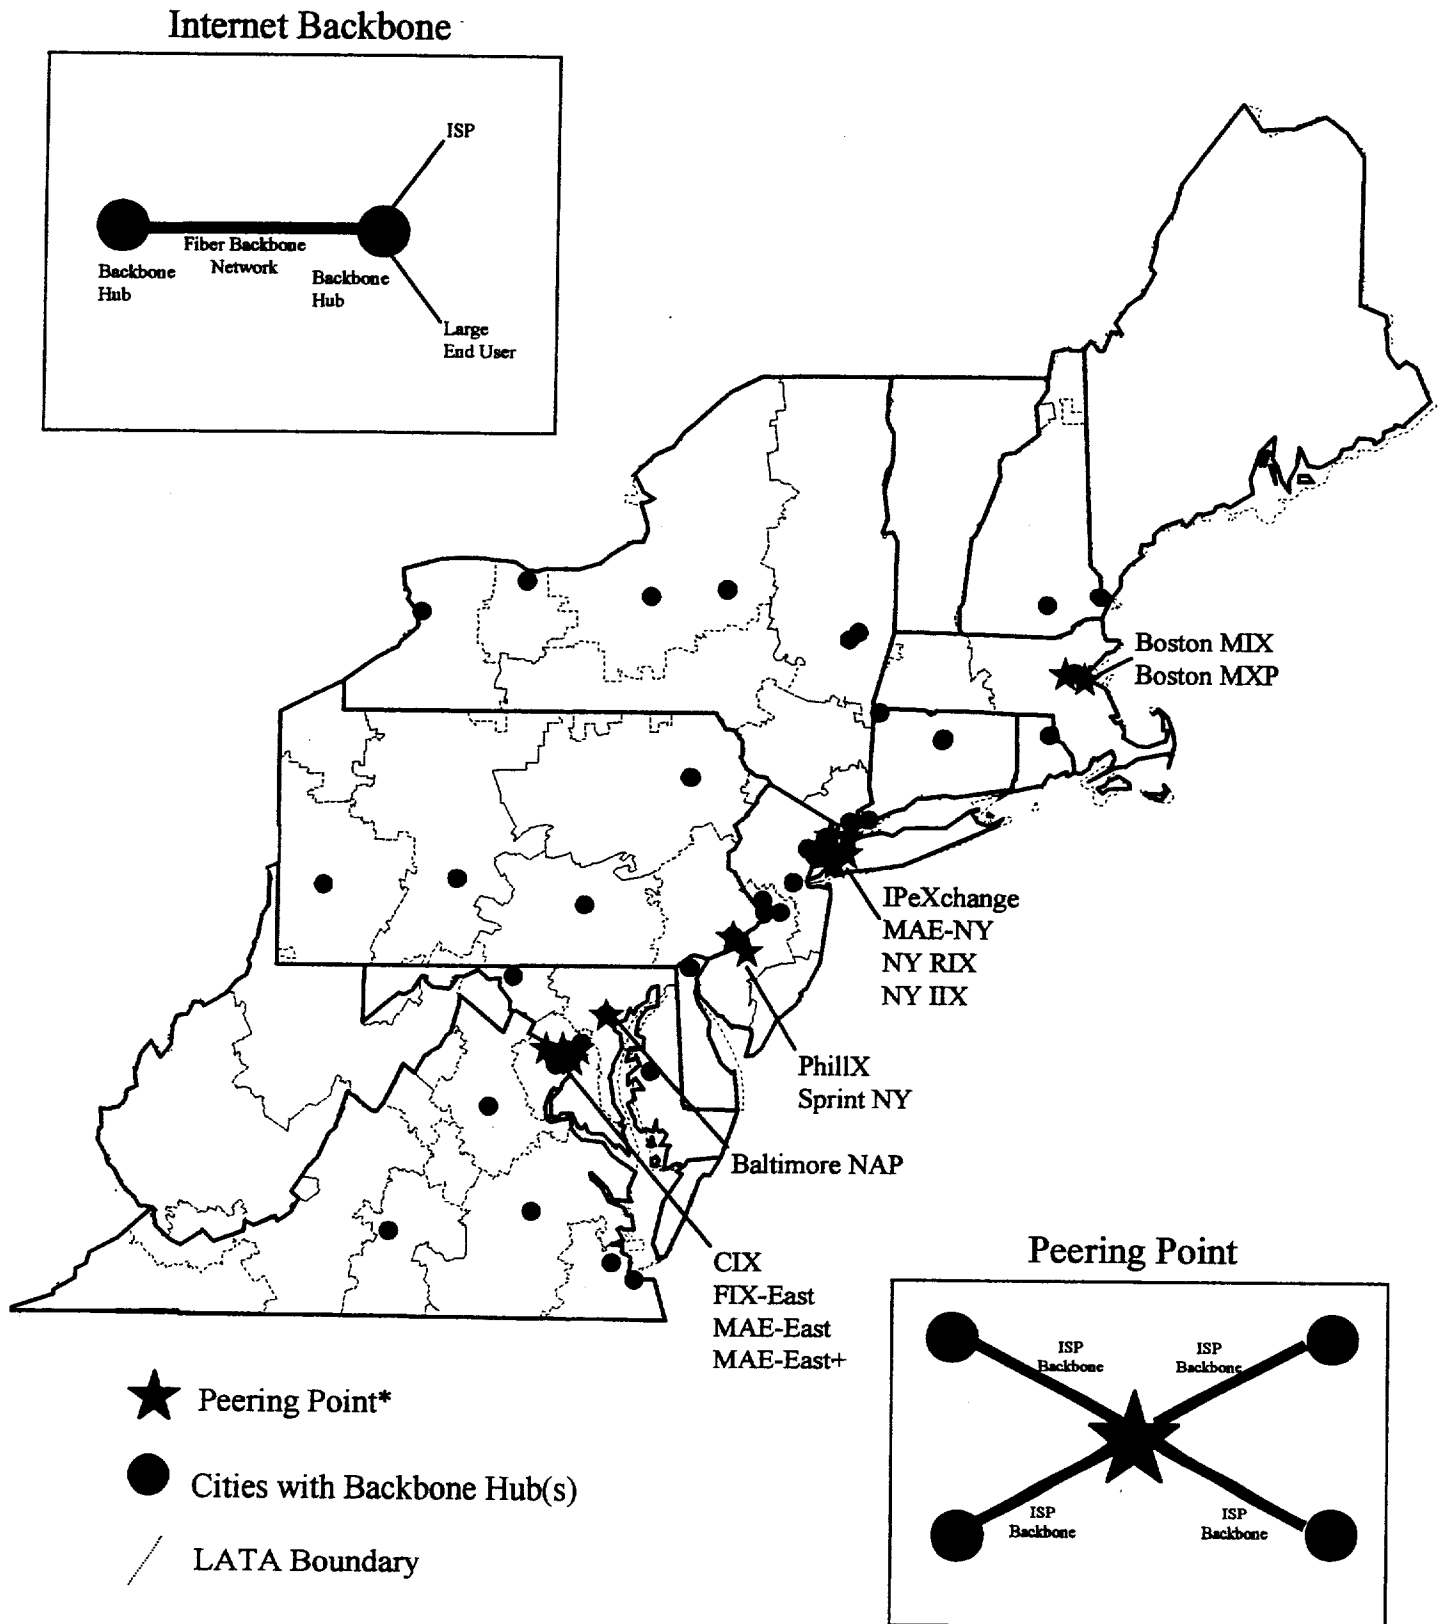 Internet Backbone
ISP
Fiber Backbone
Network
Backbone
Hub
Backbone
Hub
Large
End User
Boston MIX
Boston MXP
IPeXchange
MAE-NY
NY RIX
NY IIX
PhillX
Sprint NY
Baltimore NAP
CIX
FIX-East
MAE-East
MAE-East+
Peering Point*
Cities with Backbone Hub(s)
LATA Boundary
Peering Point
ISP
Backbone
ISP
Backbone
ISP
Backbone
ISP
Backbone